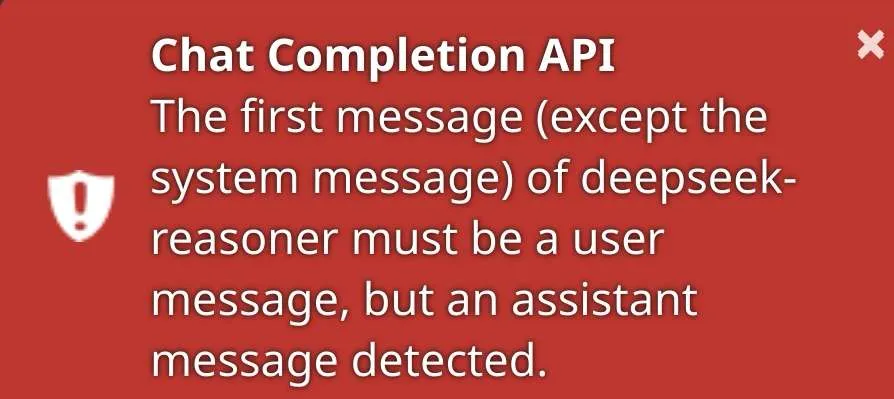 Chat Completion API
The first message (except the
system message) of deepseek-
reasoner must be a user
message, but an assistant
message detected.